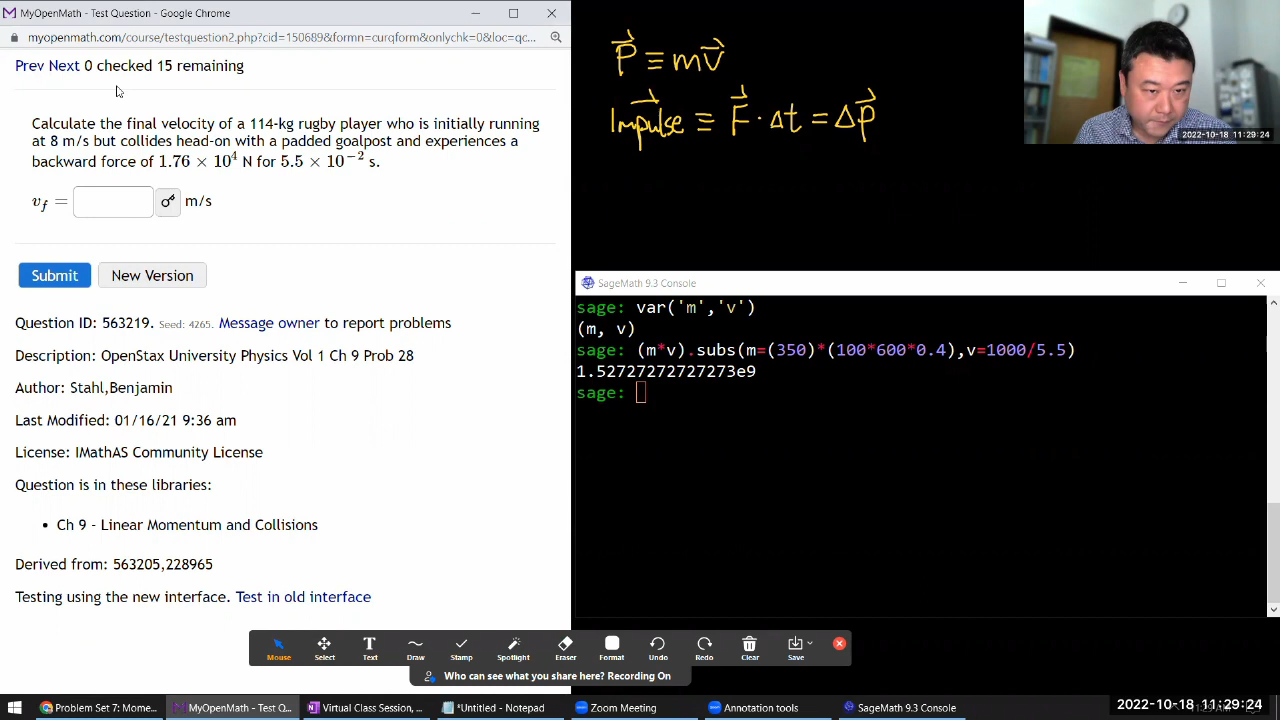 MyOpenMath - Test Question - Google Chrome
myopenmath.com/course/testquestion2.php?cid=150689&formn=curqform&onlychk=0&loc=qc...
Prev Next 0 checked 15 remaining
Calculate the final velocity of a 114-kg rugby player who is initially running
at 8 m/s but collides head-on with a padded goalpost and experiences a
backward force of 1.76 × 10⁴ N for 5.5 × 10⁻² s.
v_f = m/s
Submit New Version
Question ID: 563219. Seed: 4265. Message owner to report problems
Description: OpenStax University Physics Vol 1 Ch 9 Prob 28
Author: Stahl,Benjamin
Last Modified: 01/16/21 9:36 am
License: IMathAS Community License
Question is in these libraries:
• Ch 9 - Linear Momentum and Collisions
Derived from: 563205,228965
Testing using the new interface. Test in old interface
P⃗ ≡ mv⃗
Impulse ≡ F⃗ · Δt = ΔP⃗
2022-10-18 11:29:24
SageMath 9.3 Console
sage: var('m','v')
(m, v)
sage: (m*v).subs(m=(350)*(100*600*0.4),v=1000/5.5)
1.52727272727273e9
sage:
Mouse Select Text Draw Stamp Spotlight Eraser Format Undo Redo Clear Save
Who can see what you share here? Recording On
Problem Set 7: Mome... MyOpenMath - Test Q... Virtual Class Session, ... *Untitled - Notepad Zoom Meeting Annotation tools SageMath 9.3 Console
2022-10-18 11:29:24